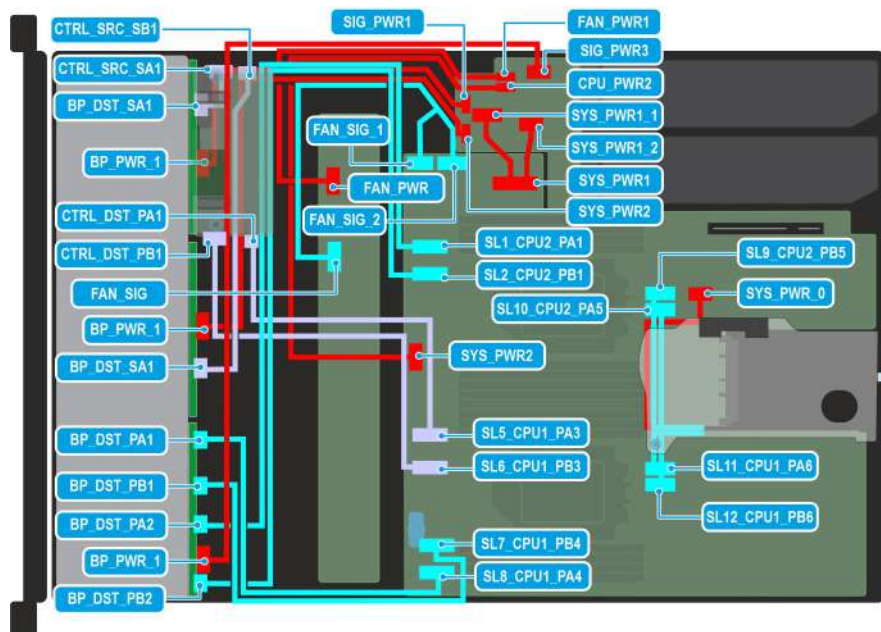 SIG_PWR1
FAN_PWR1
CTRL_SRC_SB1
SIG_PWR3
CTRL_SRC_SA1
CPU_PWR2
BP_DST_SA1
SYS_PWR1_1
FAN_SIG_1
SYS_PWR1_2
BP_PWR_1
FAN_PWR
SYS_PWR1
CTRL_DST_PA1
FAN_SIG_2
SYS_PWR2
CTRL_DST_PB1
SL1_CPU2_PA1
SL9_CPU2_PB5
SL2_CPU2_PB1
FAN_SIG
SL10_CPU2_PA5
SYS_PWR_0
BP_PWR_1
SYS_PWR2
BP_DST_SA1
BP_DST_PA1
SL5_CPU1_PA3
SL6_CPU1_PB3
SL11_CPU1_PA6
BP_DST_PB1
BP_DST_PA2
SL12_CPU1_PB6
SL7_CPU1_PB4
BP_PWR_1
SL8_CPU1_PA4
BP_DST_PB2